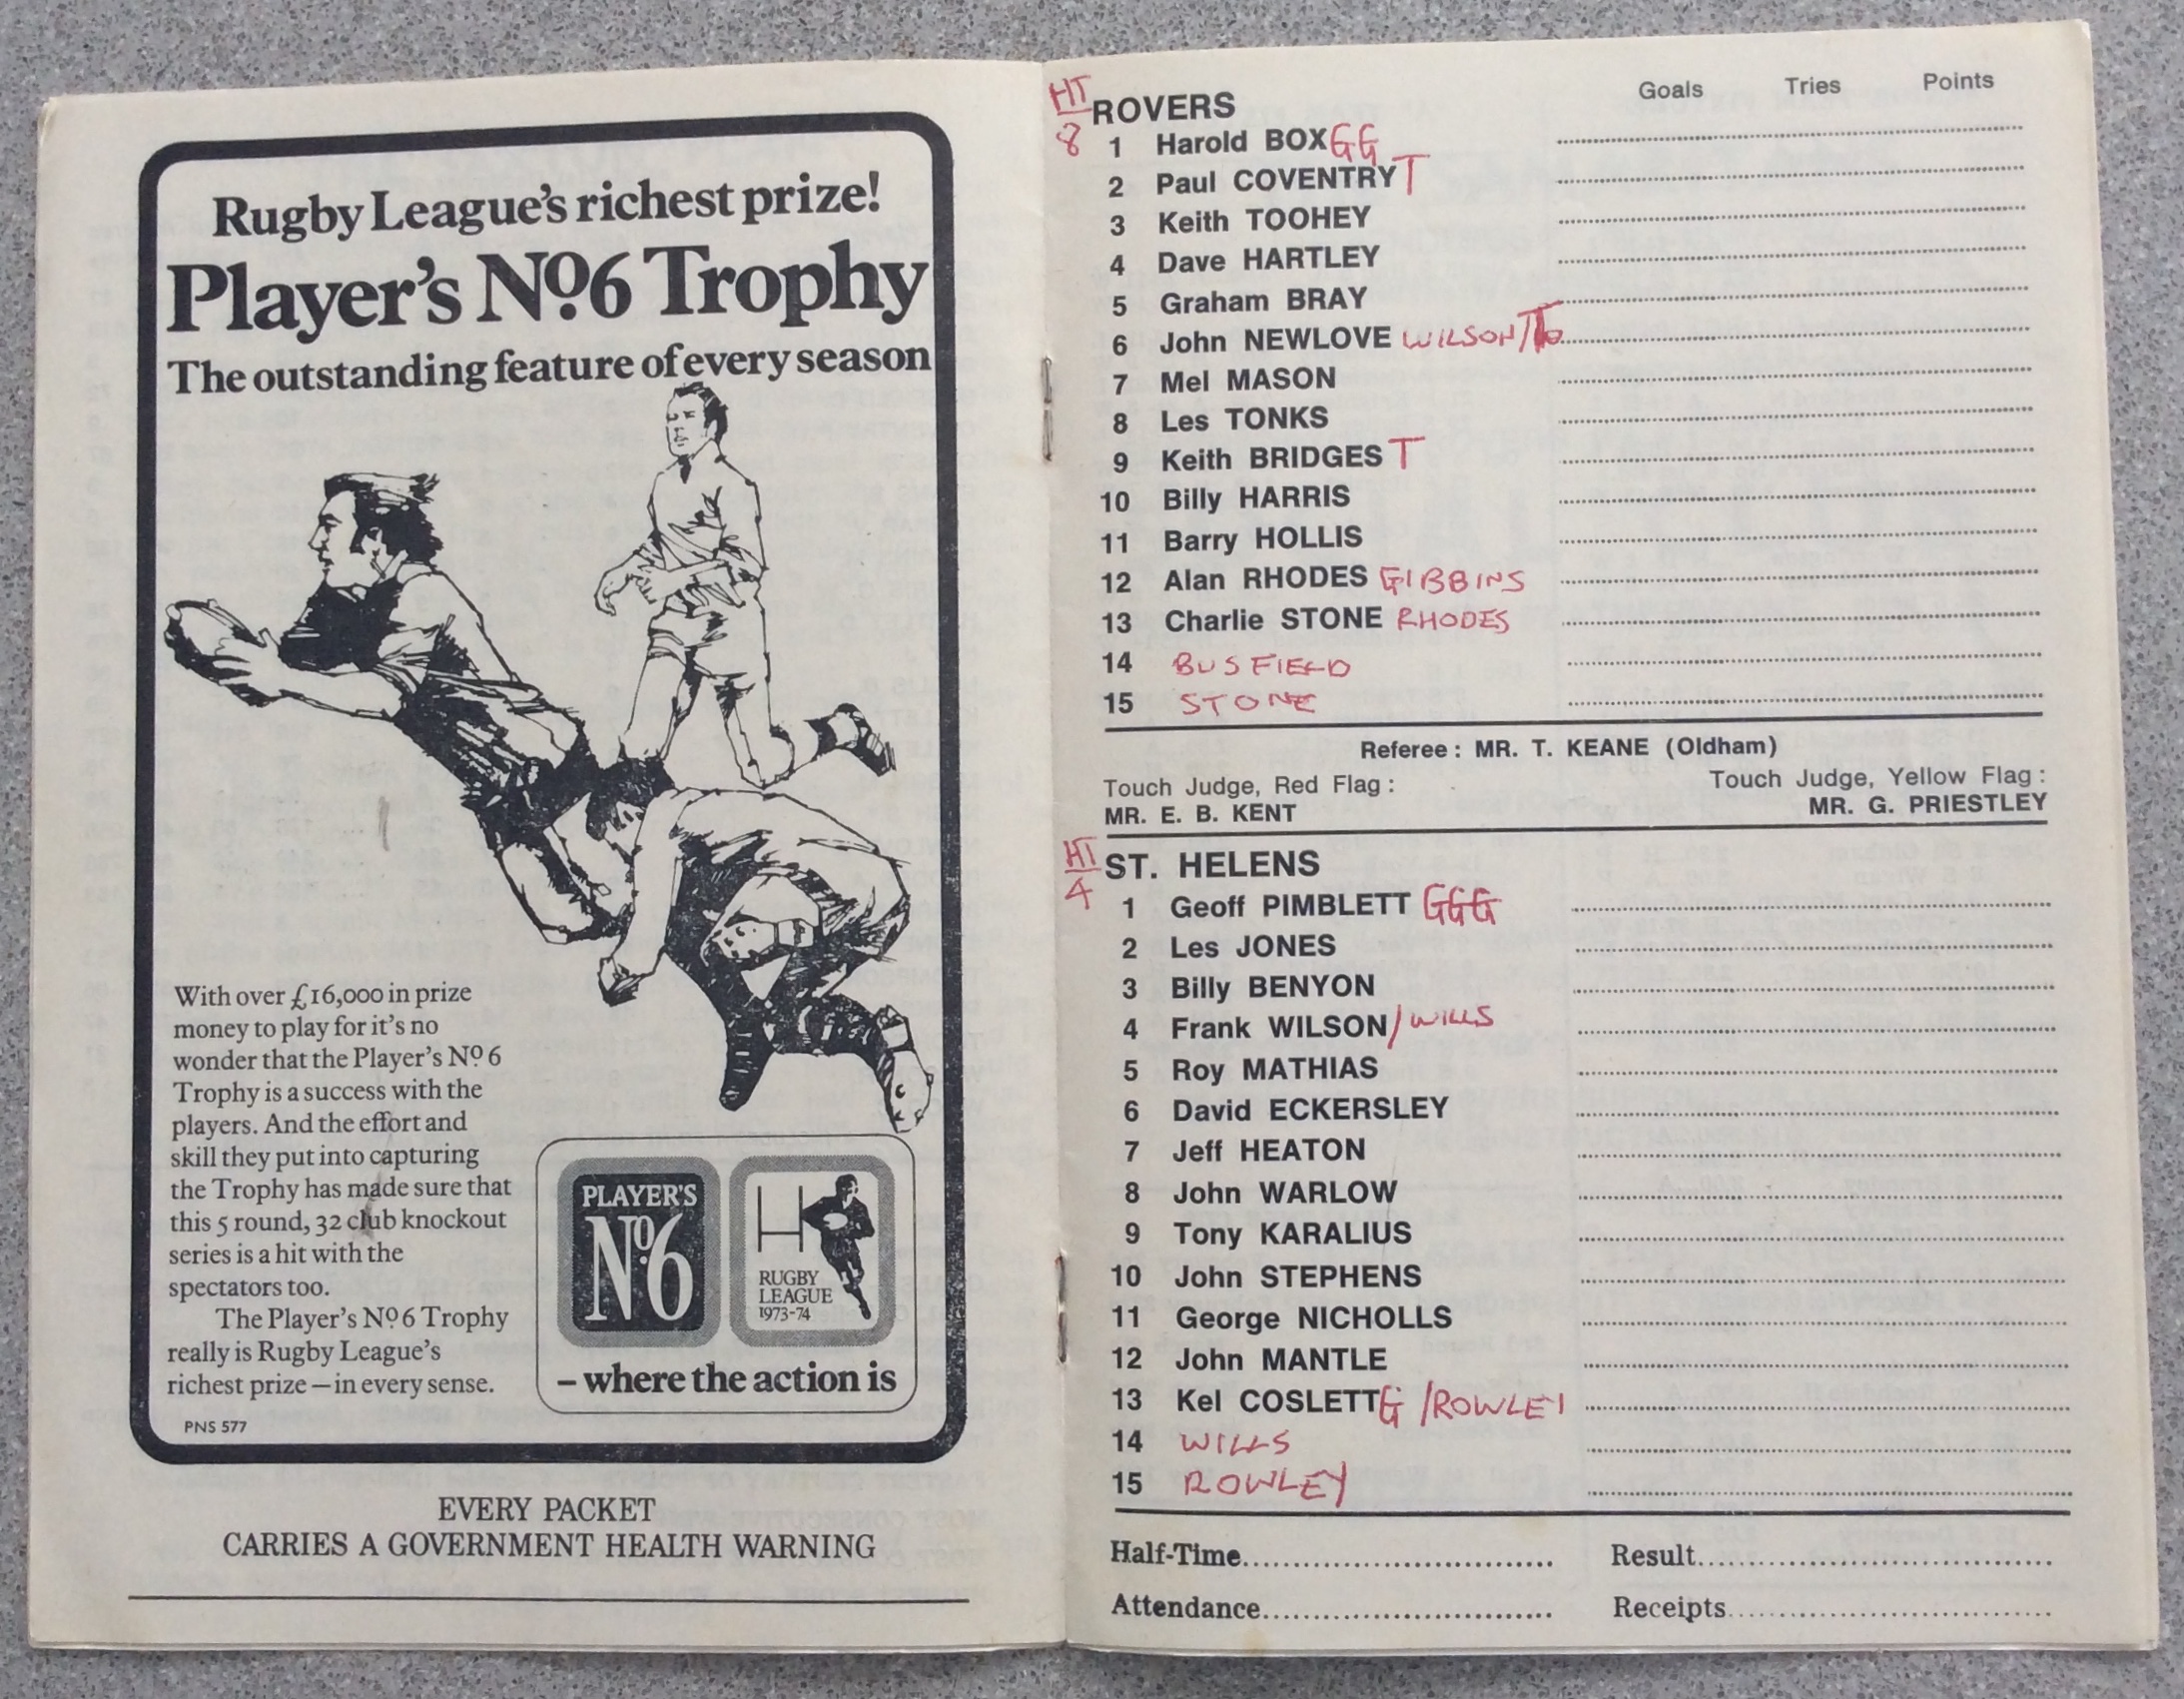 Rugby League's richest prize!
Player's No6 Trophy
The outstanding feature of every season
With over £16,000 in prize
money to play for it's no
wonder that the Player's No6
Trophy is a success with the
players. And the effort and
skill they put into capturing
the Trophy has made sure that
this 5 round, 32 club knockout
series is a hit with the
spectators too.
The Player's No6 Trophy
really is Rugby League's
richest prize – in every sense.
PNS 577
PLAYER'S
No6
RUGBY
LEAGUE
1973-74
– where the action is
EVERY PACKET
CARRIES A GOVERNMENT HEALTH WARNING
HT
8
ROVERS Goals Tries Points
1 Harold BOX GG
2 Paul COVENTRY T
3 Keith TOOHEY
4 Dave HARTLEY
5 Graham BRAY
6 John NEWLOVE WILSON/T
7 Mel MASON
8 Les TONKS
9 Keith BRIDGES T
10 Billy HARRIS
11 Barry HOLLIS
12 Alan RHODES GIBBINS
13 Charlie STONE RHODES
14 BUSFIELD
15 STONE
Referee : MR. T. KEANE (Oldham)
Touch Judge, Red Flag : Touch Judge, Yellow Flag :
MR. E. B. KENT MR. G. PRIESTLEY
HT
4
ST. HELENS
1 Geoff PIMBLETT GGG
2 Les JONES
3 Billy BENYON
4 Frank WILSON/WILLS
5 Roy MATHIAS
6 David ECKERSLEY
7 Jeff HEATON
8 John WARLOW
9 Tony KARALIUS
10 John STEPHENS
11 George NICHOLLS
12 John MANTLE
13 Kel COSLETT G /ROWLEY
14 WILLS
15 ROWLEY
Half-Time.................................. Result.......................................
Attendance................................ Receipts....................................